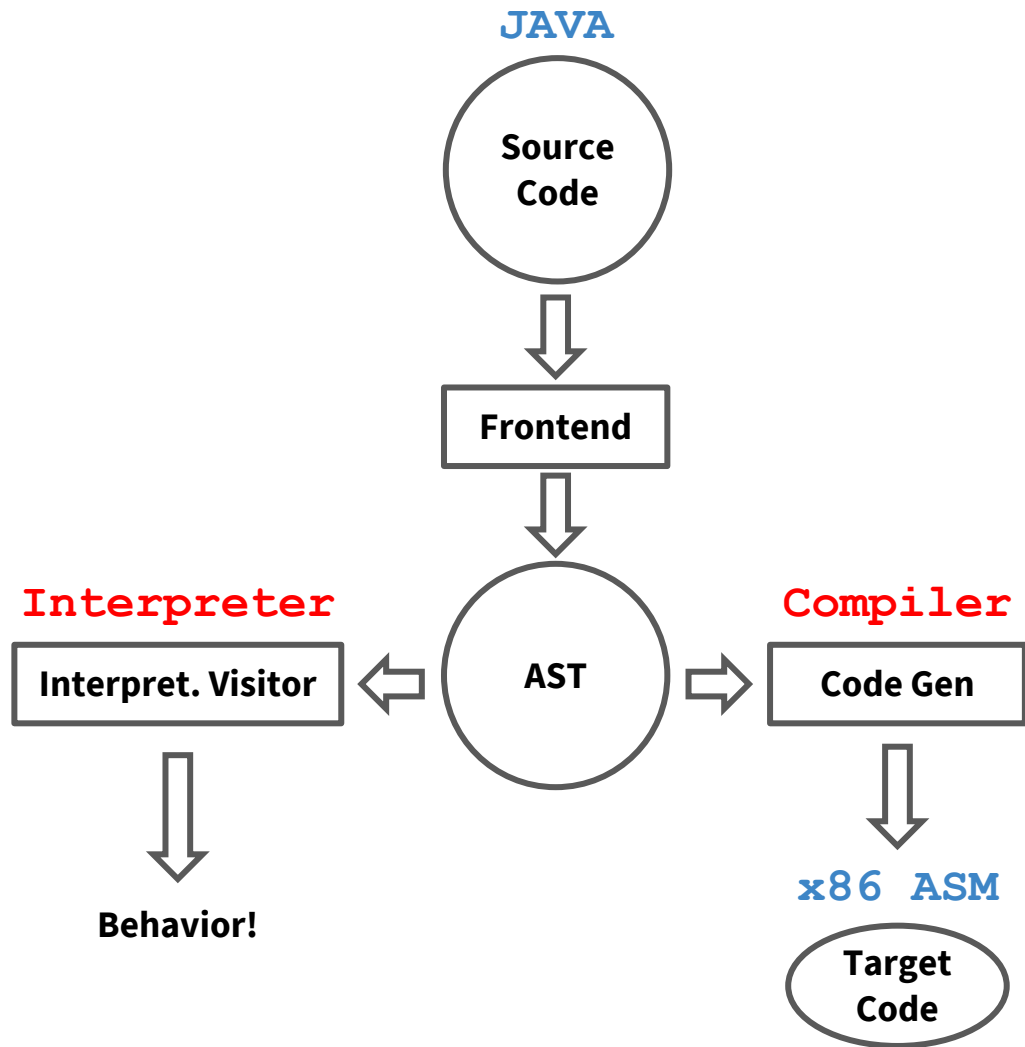 JAVA
Source
Code
Frontend
Interpreter
Compiler
Interpret. Visitor
AST
Code Gen
x86 ASM
Behavior!
Target
Code